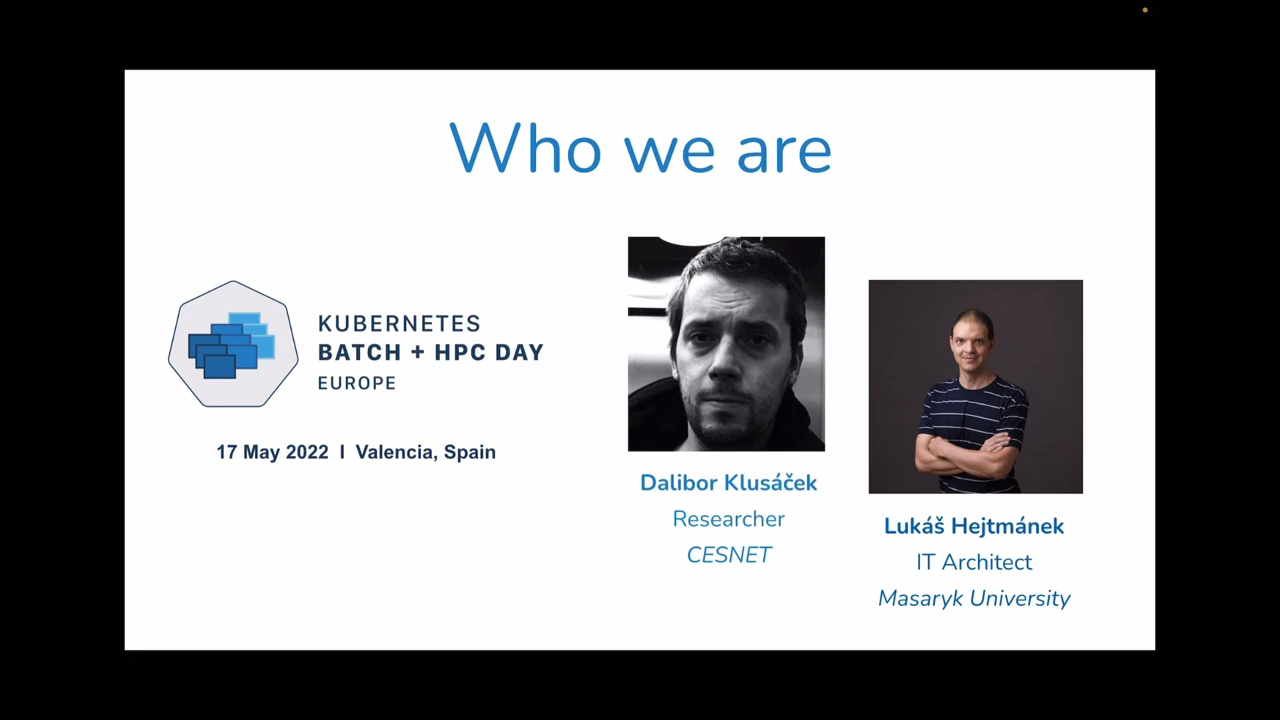 Who we are
KUBERNETES
BATCH + HPC DAY
EUROPE
17 May 2022 I Valencia, Spain
Dalibor Klusáček
Researcher
CESNET
Lukáš Hejtmánek
IT Architect
Masaryk University